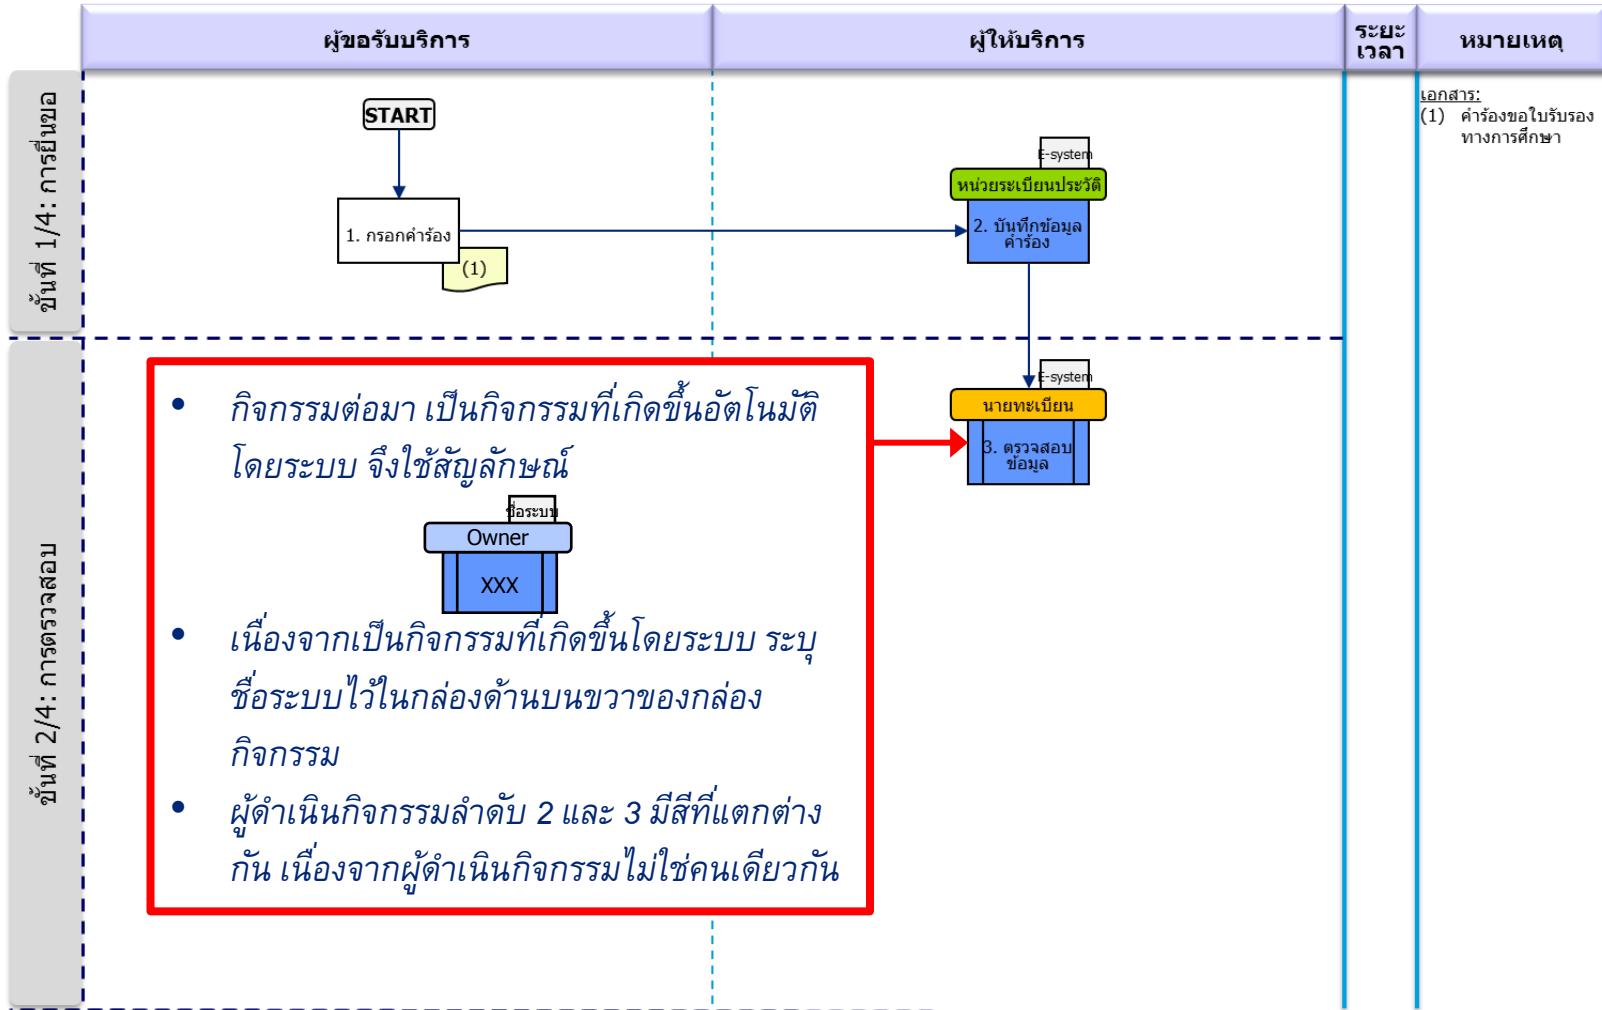 ผู้ขอรับบริการ
ผู้ให้บริการ
ระยะ
เวลา
หมายเหตุ
ขั้นที่ 1/4: การยื่นขอ
START
1. กรอกคำร้อง
(1)
E-system
หน่วยระเบียนประวัติ
2. บันทึกข้อมูล
คำร้อง
เอกสาร:
(1) คำร้องขอใบรับรอง
ทางการศึกษา
ขั้นที่ 2/4: การตรวจสอบ
• กิจกรรมต่อมา เป็นกิจกรรมที่เกิดขึ้นอัตโนมัติ
โดยระบบ จึงใช้สัญลักษณ์
ชื่อระบบ
Owner
XXX
• เนื่องจากเป็นกิจกรรมที่เกิดขึ้นโดยระบบ ระบุ
ชื่อระบบไว้ในกล่องด้านบนขวาของกล่อง
กิจกรรม
• ผู้ดำเนินกิจกรรมลำดับ 2 และ 3 มีสีที่แตกต่าง
กัน เนื่องจากผู้ดำเนินกิจกรรมไม่ใช่คนเดียวกัน
E-system
นายทะเบียน
3. ตรวจสอบ
ข้อมูล